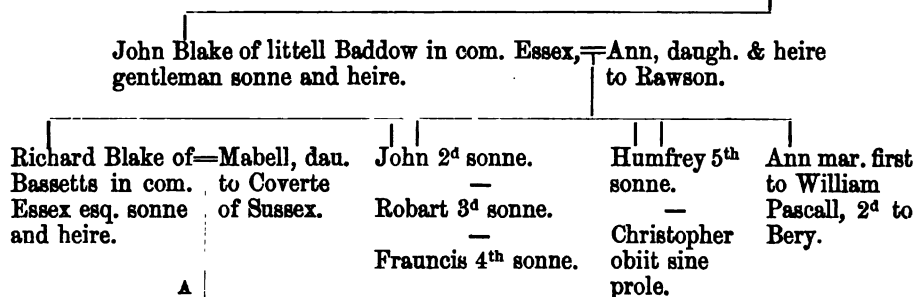 John Blake of littell Baddow in com. Essex,=Ann, daugh. & heire
gentleman sonne and heire.
to Rawson.
Richard Blake of=Mabell, dau.
Bassetts in com. to Coverte
Essex esq. sonne of Sussex.
and heire.
A
John 2ᵈ sonne.
—
Robart 3ᵈ sonne.
—
Frauncis 4ᵗʰ sonne.
Humfrey 5ᵗʰ
sonne.
—
Christopher
obiit sine
prole.
Ann mar. first
to William
Pascall, 2ᵈ to
Bery.